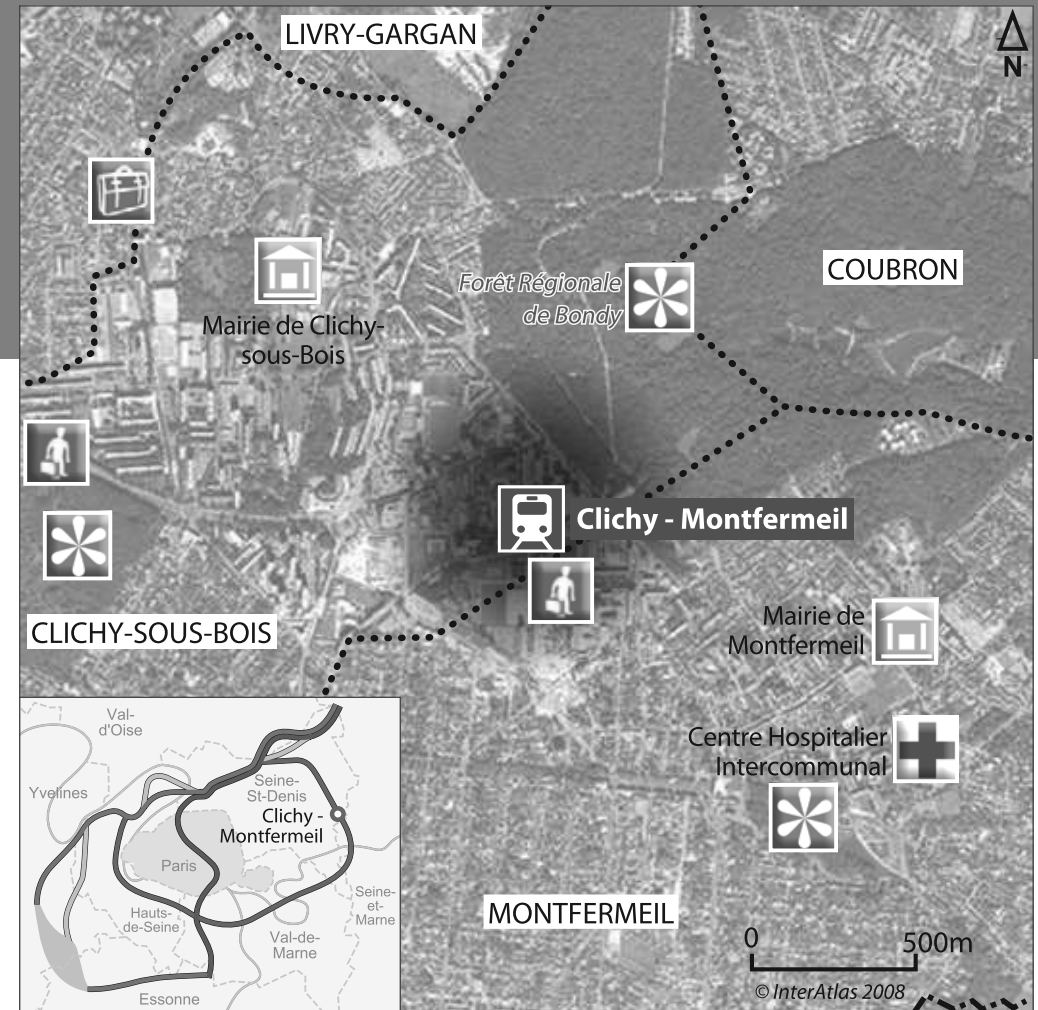 LIVRY-GARGAN
N
COUBRON
Forêt Régionale
de Bondy
Mairie de Clichy-
sous-Bois
Clichy - Montfermeil
CLICHY-SOUS-BOIS
Mairie de
Montfermeil
Centre Hospitalier
Intercommunal
MONTFERMEIL
0 500m
© InterAtlas 2008
Val-
d'Oise
Yvelines
Seine-
St-Denis
Clichy -
Montfermeil
Paris
Hauts-
de-Seine
Val-de-
Marne
Seine-
et-
Marne
Essonne